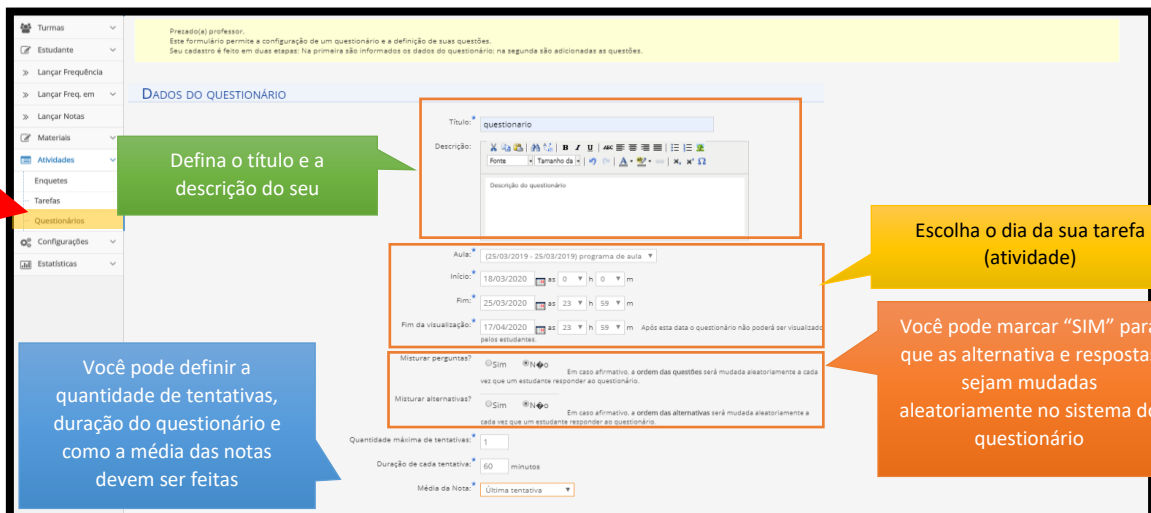 Turmas
Estudante
Lançar Frequência
Lançar Freq. em
Lançar Notas
Materiais
Atividades
Enquetes
Tarefas
Questionários
Configurações
Estatísticas
Prezado(a) professor.
Este formulário permite a configuração de um questionário e a definição de suas questões.
Seu cadastro é feito em duas etapas: Na primeira são informados os dados do questionário; na segunda são adicionadas as questões.
DADOS DO QUESTIONÁRIO
Título:* questionario
Descrição:
B I U ABC
Fonte Tamanho da
Descrição do questionário
Aula:* (25/03/2019 - 25/03/2019) programa de aula
Início:* 18/03/2020 as 0 h 0 m
Fim:* 25/03/2020 as 23 h 59 m
Fim da visualização:* 17/04/2020 as 23 h 59 m Após esta data o questionário não poderá ser visualizado
pelos estudantes.
Misturar perguntas? Sim N�o
Em caso afirmativo, a ordem das questões será mudada aleatoriamente a cada
vez que um estudante responder ao questionário.
Misturar alternativas? Sim N�o
Em caso afirmativo, a ordem das alternativas será mudada aleatoriamente a
cada vez que um estudante responder ao questionário.
Quantidade máxima de tentativas:* 1
Duração de cada tentativa:* 60 minutos
Média da Nota:* Última tentativa
Defina o título e a
descrição do seu
Você pode definir a
quantidade de tentativas,
duração do questionário e
como a média das notas
devem ser feitas
Escolha o dia da sua tarefa
(atividade)
Você pode marcar “SIM” para
que as alternativa e respostas
sejam mudadas
aleatoriamente no sistema do
questionário